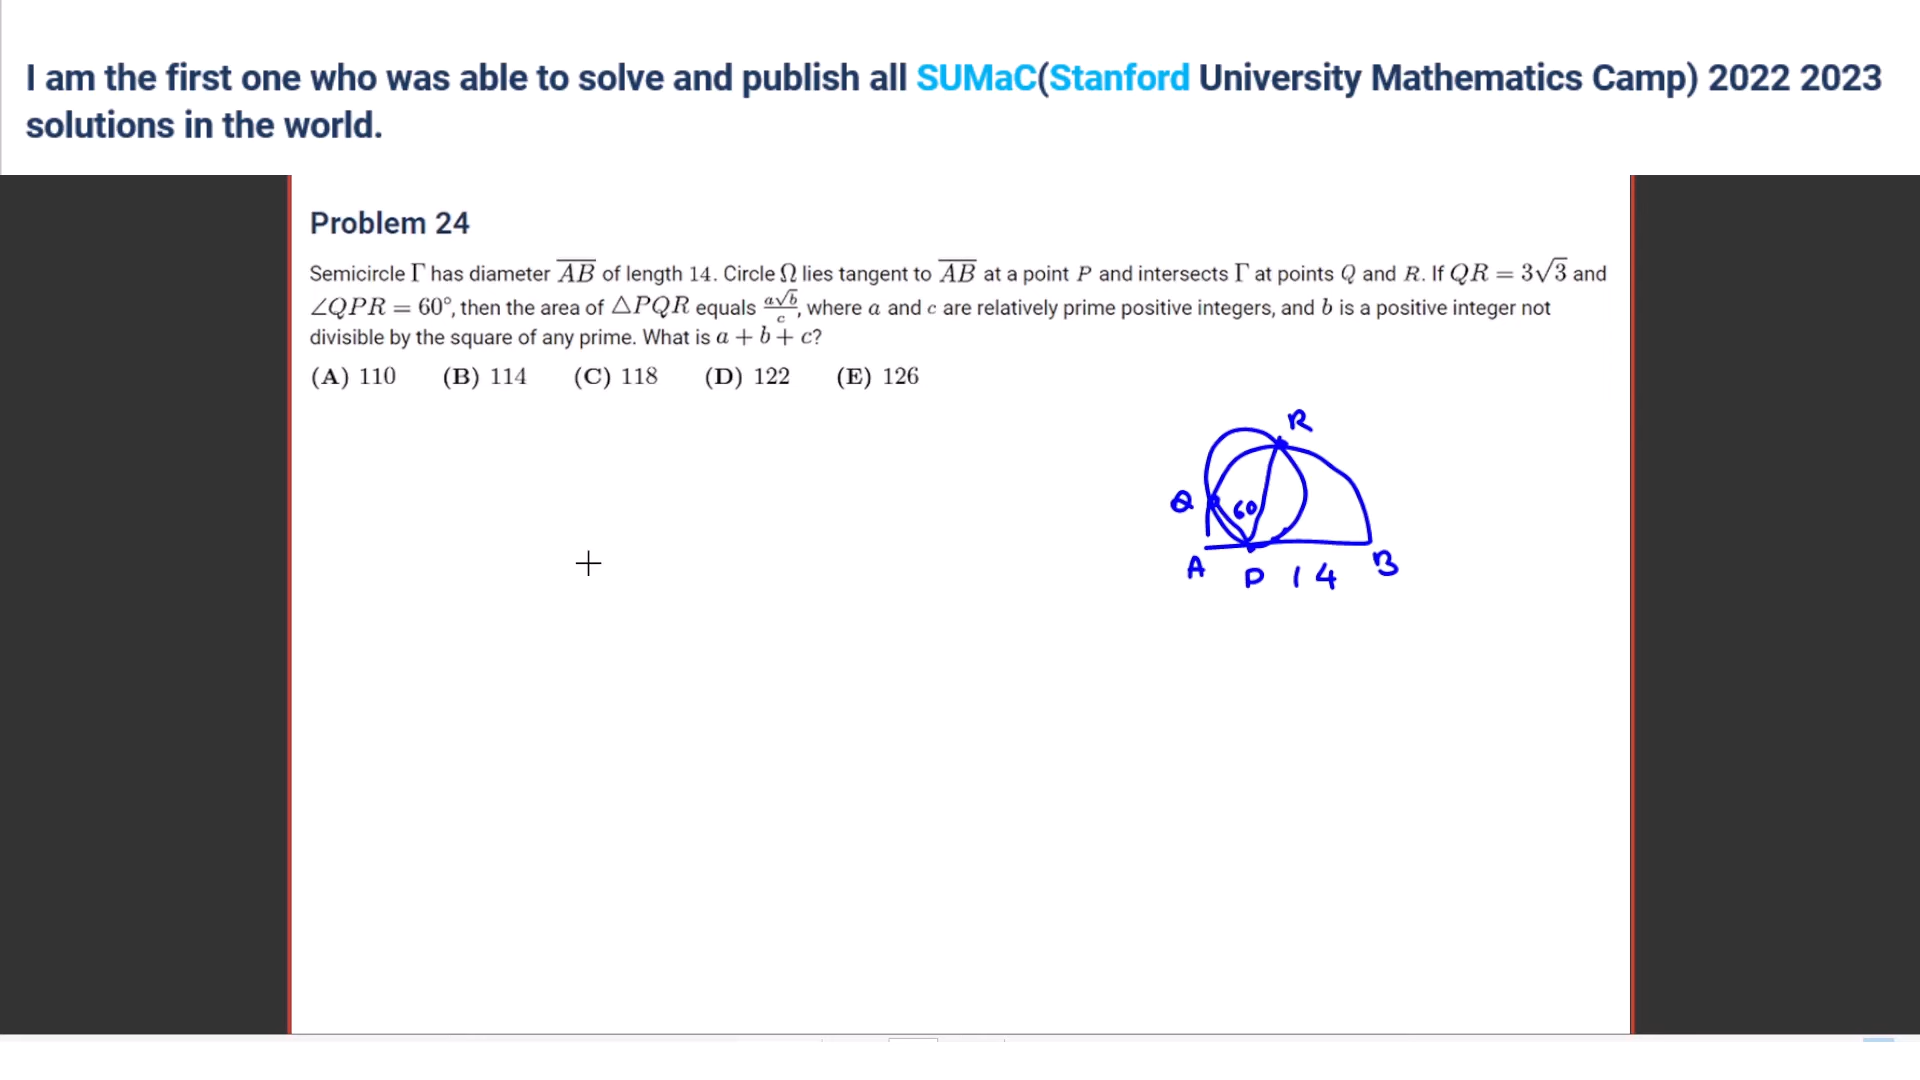 I am the first one who was able to solve and publish all SUMaC(Stanford University Mathematics Camp) 2022 2023
solutions in the world.
Problem 24
Semicircle Γ has diameter \overline{AB} of length 14. Circle Ω lies tangent to \overline{AB} at a point P and intersects Γ at points Q and R. If QR = 3√3 and
∠QPR = 60°, then the area of △PQR equals \frac{a√b}{c}, where a and c are relatively prime positive integers, and b is a positive integer not
divisible by the square of any prime. What is a + b + c?
(A) 110 (B) 114 (C) 118 (D) 122 (E) 126
R
Q 60
A P 14 B